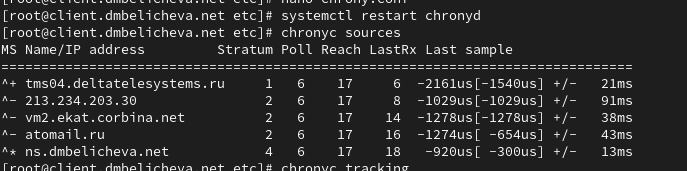 [root@client.dmbelicheva.net etc]# nano chrony.conf
[root@client.dmbelicheva.net etc]# systemctl restart chronyd
[root@client.dmbelicheva.net etc]# chronyc sources
MS Name/IP address         Stratum Poll Reach LastRx Last sample
===============================================================================
^+ tms04.deltatelesystems.ru     1   6    17     6  -2161us[-1540us] +/-   21ms
^- 213.234.203.30                2   6    17     8  -1029us[-1029us] +/-   91ms
^- vm2.ekat.corbina.net          2   6    17    14  -1278us[-1278us] +/-   38ms
^- atomail.ru                    2   6    17    16  -1274us[ -654us] +/-   43ms
^* ns.dmbelicheva.net            4   6    17    18   -920us[ -300us] +/-   13ms
[root@client.dmbelicheva.net etc]# chronyc tracking